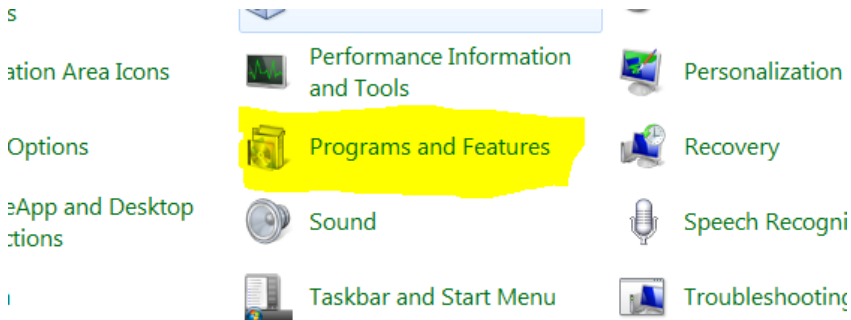 s
ation Area Icons
Performance Information
and Tools
Personalization
Options
Programs and Features
Recovery
eApp and Desktop
ctions
Sound
Speech Recogni
Taskbar and Start Menu
Troubleshooting